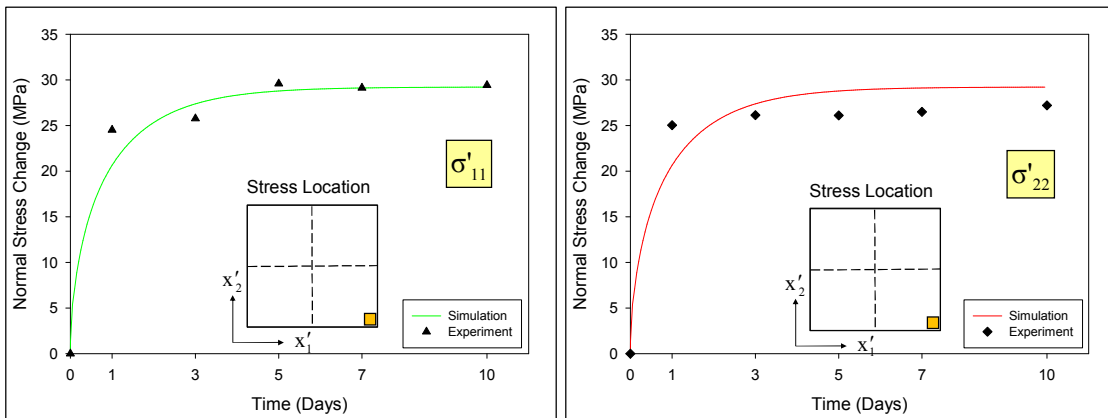 35
30
25
20
15
10
5
0
Normal Stress Change (MPa)
σ'11
Stress Location
x′2
x′1
Simulation
Experiment
0 1 3 5 7 10
Time (Days)
35
30
25
20
15
10
5
0
Normal Stress Change (MPa)
σ'22
Stress Location
x′2
x′1
Simulation
Experiment
0 1 3 5 7 10
Time (Days)